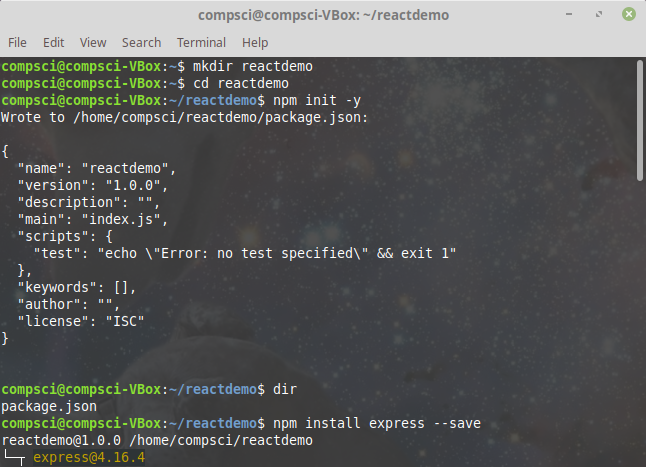 compsci@compsci-VBox: ~/reactdemo
File Edit View Search Terminal Help
compsci@compsci-VBox:~$ mkdir reactdemo
compsci@compsci-VBox:~$ cd reactdemo
compsci@compsci-VBox:~/reactdemo$ npm init -y
Wrote to /home/compsci/reactdemo/package.json:
{
  "name": "reactdemo",
  "version": "1.0.0",
  "description": "",
  "main": "index.js",
  "scripts": {
    "test": "echo \"Error: no test specified\" && exit 1"
  },
  "keywords": [],
  "author": "",
  "license": "ISC"
}
compsci@compsci-VBox:~/reactdemo$ dir
package.json
compsci@compsci-VBox:~/reactdemo$ npm install express --save
reactdemo@1.0.0 /home/compsci/reactdemo
└─┬ express@4.16.4